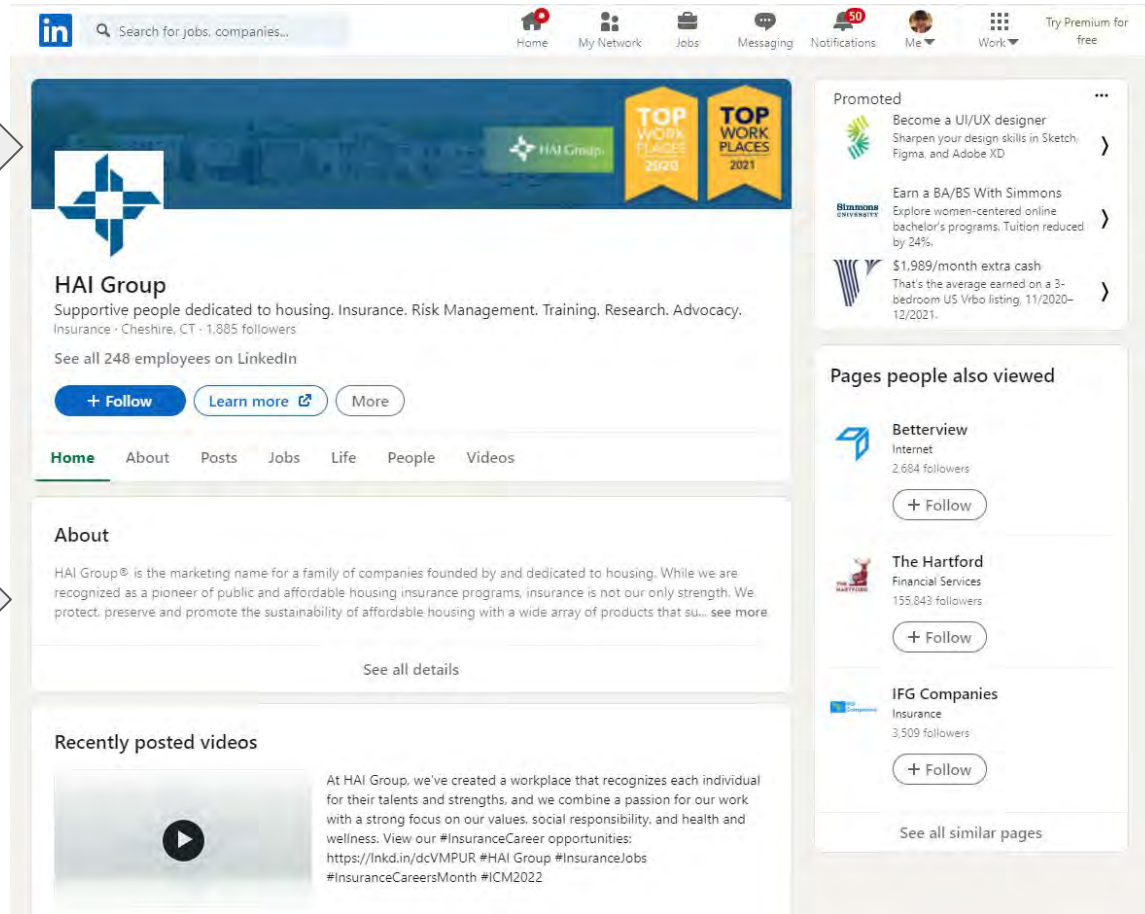 in
Search for jobs, companies...
Home
My Network
Jobs
Messaging
50
Notifications
Me
Work
Try Premium for
free
HAI Group
TOP
WORK
PLACES
2020
TOP
WORK
PLACES
2021
HAI Group
Supportive people dedicated to housing. Insurance. Risk Management. Training. Research. Advocacy.
Insurance · Cheshire, CT · 1,885 followers
See all 248 employees on LinkedIn
+ Follow
Learn more
More
Home
About
Posts
Jobs
Life
People
Videos
About
HAI Group® is the marketing name for a family of companies founded by and dedicated to housing. While we are
recognized as a pioneer of public and affordable housing insurance programs, insurance is not our only strength. We
protect, preserve and promote the sustainability of affordable housing with a wide array of products that su... see more
See all details
Recently posted videos
At HAI Group, we've created a workplace that recognizes each individual
for their talents and strengths, and we combine a passion for our work
with a strong focus on our values, social responsibility, and health and
wellness. View our #InsuranceCareer opportunities:
https://lnkd.in/dcVMPUR #HAI Group #InsuranceJobs
#InsuranceCareersMonth #ICM2022
Promoted
Become a UI/UX designer
Sharpen your design skills in Sketch,
Figma, and Adobe XD
Simmons
UNIVERSITY
Earn a BA/BS With Simmons
Explore women-centered online
bachelor's programs. Tuition reduced
by 24%.
$1,989/month extra cash
That's the average earned on a 3-
bedroom US Vrbo listing, 11/2020–
12/2021.
Pages people also viewed
Betterview
Internet
2,684 followers
+ Follow
THE
HARTFORD
The Hartford
Financial Services
155,843 followers
+ Follow
IFG Companies
Insurance
3,509 followers
+ Follow
See all similar pages